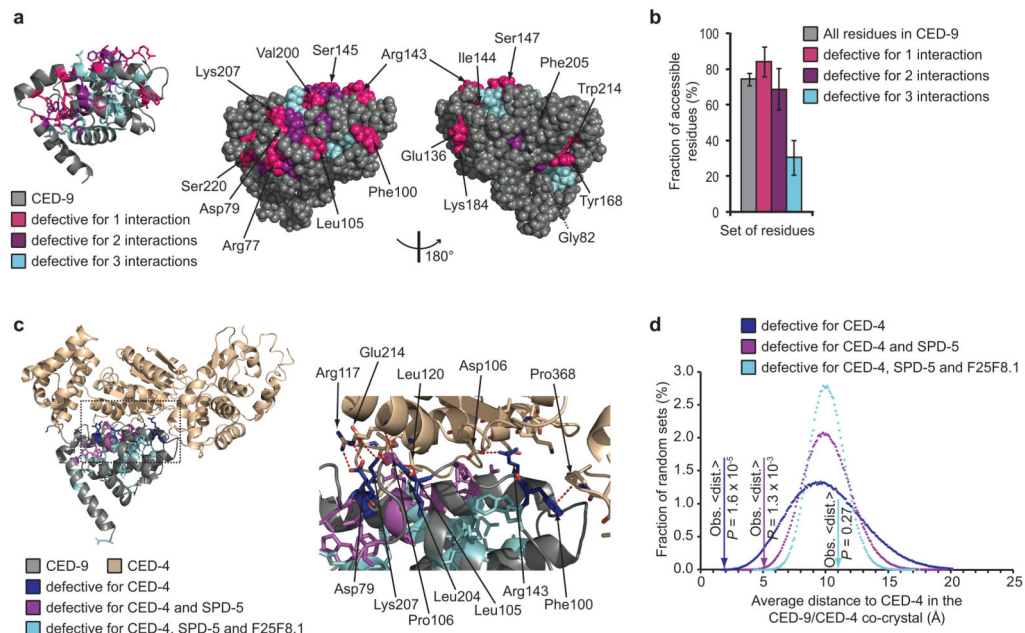 a
Val200
Ser145
Arg143
Ile144
Ser147
Phe205
Lys207
Trp214
Glu136
Ser220
Asp79
Phe100
Lys184
Tyr168
Arg77
Leu105
Gly82
180°
CED-9
defective for 1 interaction
defective for 2 interactions
defective for 3 interactions
b
Fraction of accessible
residues (%)
100
80
60
40
20
0
Set of residues
All residues in CED-9
defective for 1 interaction
defective for 2 interactions
defective for 3 interactions
c
Glu214
Arg117
Leu120
Asp106
Pro368
Asp79
Lys207
Pro106
Leu204
Leu105
Arg143
Phe100
CED-9
CED-4
defective for CED-4
defective for CED-4 and SPD-5
defective for CED-4, SPD-5 and F25F8.1
d
defective for CED-4
defective for CED-4 and SPD-5
defective for CED-4, SPD-5 and F25F8.1
Fraction of random sets (%)
3.0
2.5
2.0
1.5
1.0
0.5
0.0
Obs. <dist.>
P = 1.6 x 10-5
Obs. <dist.>
P = 1.3 x 10-3
Obs. <dist.>
P = 0.27
0
5
10
15
20
25
Average distance to CED-4 in the
CED-9/CED-4 co-crystal (Å)